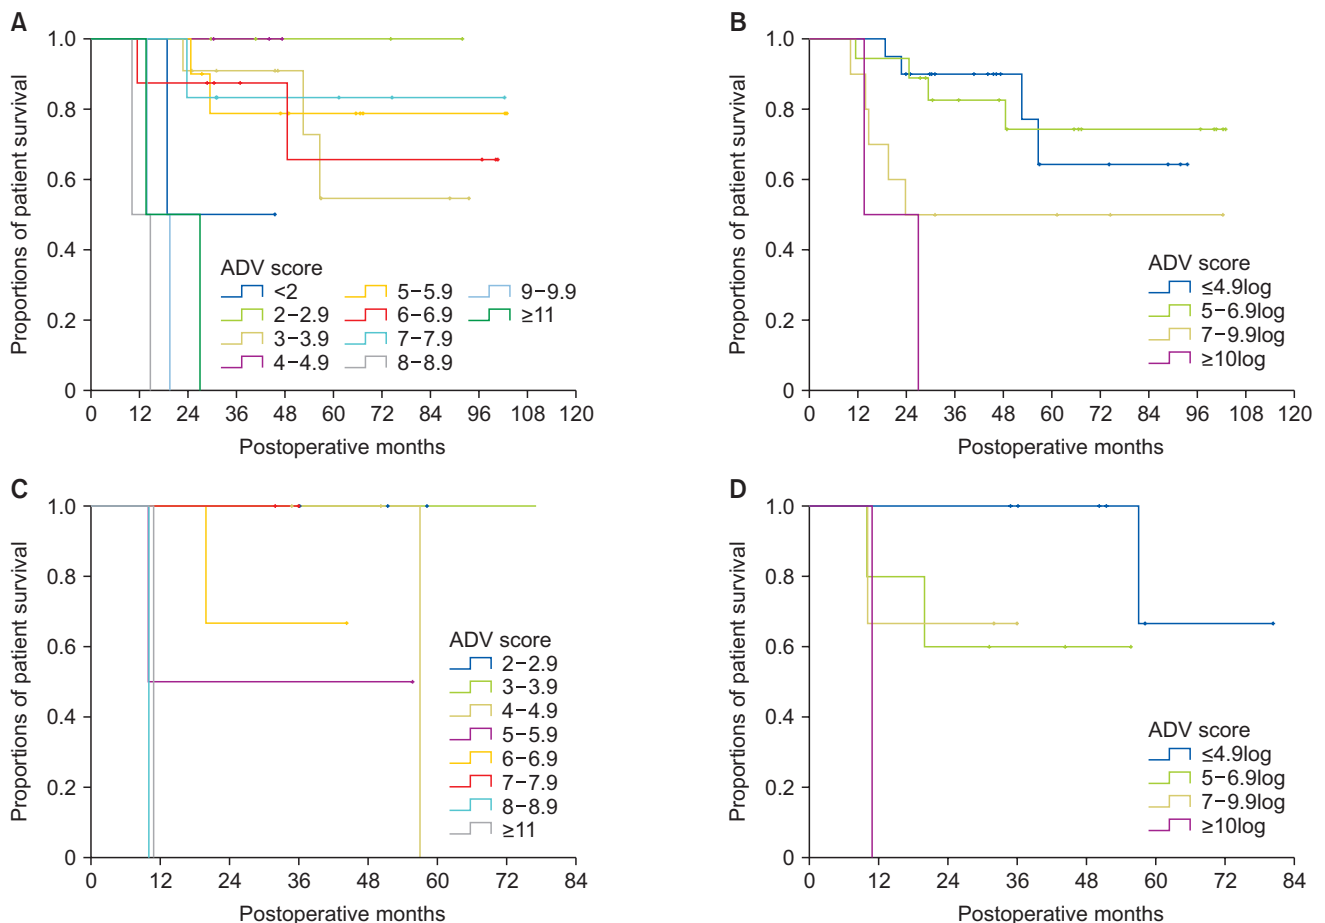 A
Proportions of patient survival
1.0
0.8
0.6
0.4
0.2
0
ADV score
<2
2–2.9
3–3.9
4–4.9
5–5.9
6–6.9
7–7.9
8–8.9
9–9.9
≥11
0 12 24 36 48 60 72 84 96 108 120
Postoperative months
B
Proportions of patient survival
1.0
0.8
0.6
0.4
0.2
0
ADV score
≤4.9log
5–6.9log
7–9.9log
≥10log
0 12 24 36 48 60 72 84 96 108 120
Postoperative months
C
Proportions of patient survival
1.0
0.8
0.6
0.4
0.2
0
ADV score
2–2.9
3–3.9
4–4.9
5–5.9
6–6.9
7–7.9
8–8.9
≥11
0 12 24 36 48 60 72 84
Postoperative months
D
Proportions of patient survival
1.0
0.8
0.6
0.4
0.2
0
ADV score
≤4.9log
5–6.9log
7–9.9log
≥10log
0 12 24 36 48 60 72 84
Postoperative months